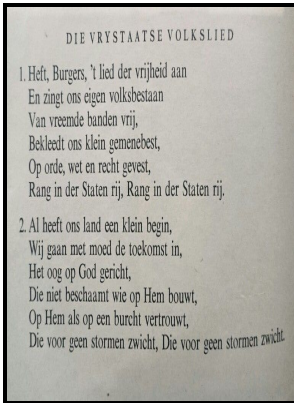 DIE VRYSTAATSE VOLKSLIED
1. Heft, Burgers, 't lied der vrijheid aan
En zingt ons eigen volksbestaan
Van vreemde banden vrij,
Bekleedt ons klein gemenebest,
Op orde, wet en recht gevest,
Rang in der Staten rij, Rang in der Staten rij.
2. Al heeft ons land een klein begin,
Wij gaan met moed de toekomst in,
Het oog op God gericht,
Die niet beschaamt wie op Hem bouwt,
Op Hem als op een burcht vertrouwt,
Die voor geen stormen zwicht, Die voor geen stormen zwicht.